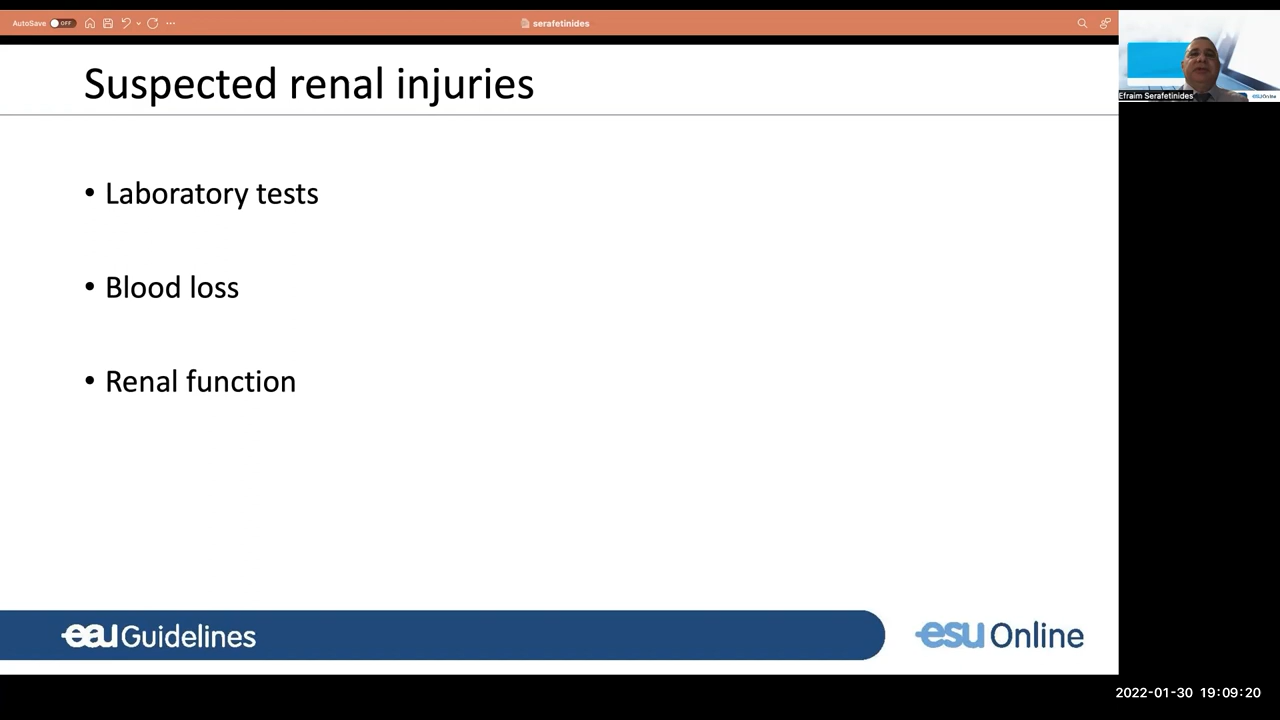 AutoSave OFF
serafetinides
Suspected renal injuries
• Laboratory tests
• Blood loss
• Renal function
eau Guidelines
esu Online
Efraim Serafetinides
esu Online
2022-01-30 19:09:20